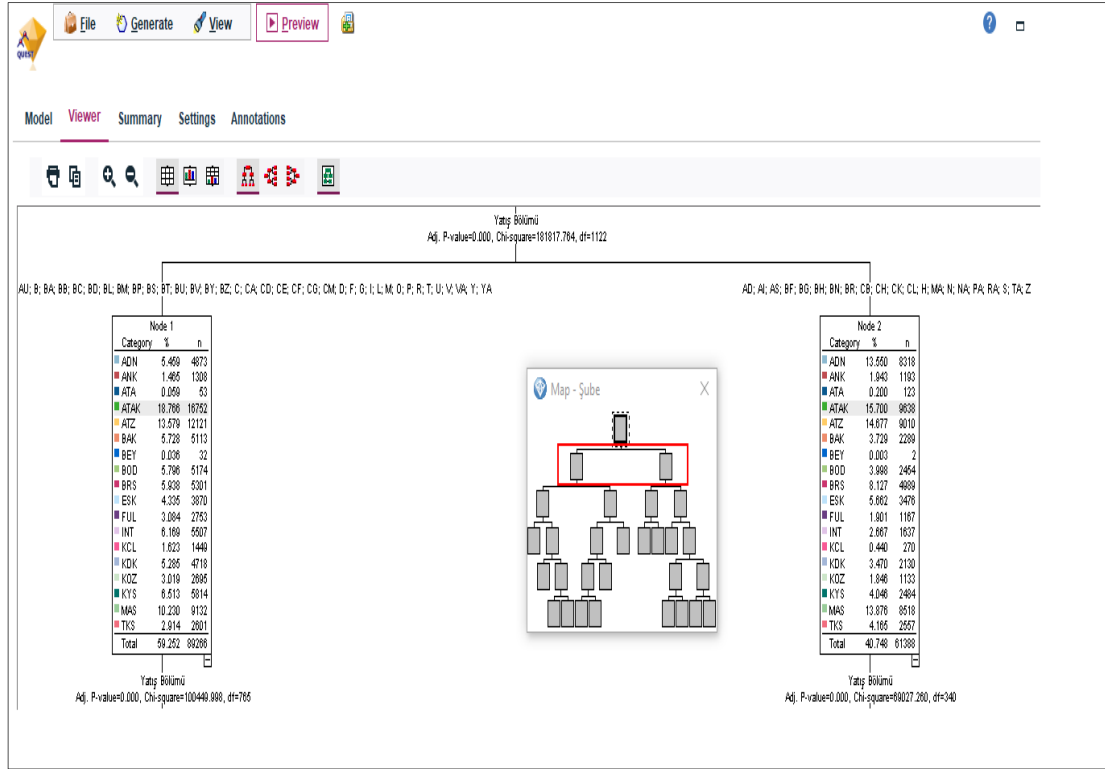 File Generate View Preview
QUEST
Model Viewer Summary Settings Annotations
Yatış Bölümü
Adj. P-value=0.000, Chi-square=181817.764, df=1122
AU; B; BA; BB; BC; BD; BL; BM; BP; BS; BT; BU; BV; BY; BZ; C; CA; CD; CE; CF; CG; CM; D; F; G; I; L; M; O; P; R; T; U; V; VA; Y; YA
AD; AI; AS; BF; BG; BH; BN; BR; CB; CH; CK; CL; H; MA; N; NA; PA; RA; S; TA; Z
Node 1
Category % n
ADN 5.459 4873
ANK 1.465 1308
ATA 0.059 53
ATAK 18.766 16752
ATZ 13.579 12121
BAK 5.728 5113
BEY 0.036 32
BOD 5.796 5174
BRS 5.938 5301
ESK 4.335 3870
FUL 3.084 2753
INT 6.169 5507
KCL 1.623 1449
KDK 5.285 4718
KOZ 3.019 2695
KYS 6.513 5814
MAS 10.230 9132
TKS 2.914 2601
Total 59.252 89266
Yatış Bölümü
Adj. P-value=0.000, Chi-square=100449.998, df=765
Map - Şube
Node 2
Category % n
ADN 13.550 8318
ANK 1.943 1193
ATA 0.200 123
ATAK 15.700 9638
ATZ 14.677 9010
BAK 3.729 2289
BEY 0.003 2
BOD 3.998 2454
BRS 8.127 4989
ESK 5.662 3476
FUL 1.901 1167
INT 2.667 1637
KCL 0.440 270
KDK 3.470 2130
KOZ 1.846 1133
KYS 4.046 2484
MAS 13.876 8518
TKS 4.165 2557
Total 40.748 61388
Yatış Bölümü
Adj. P-value=0.000, Chi-square=69027.260, df=340